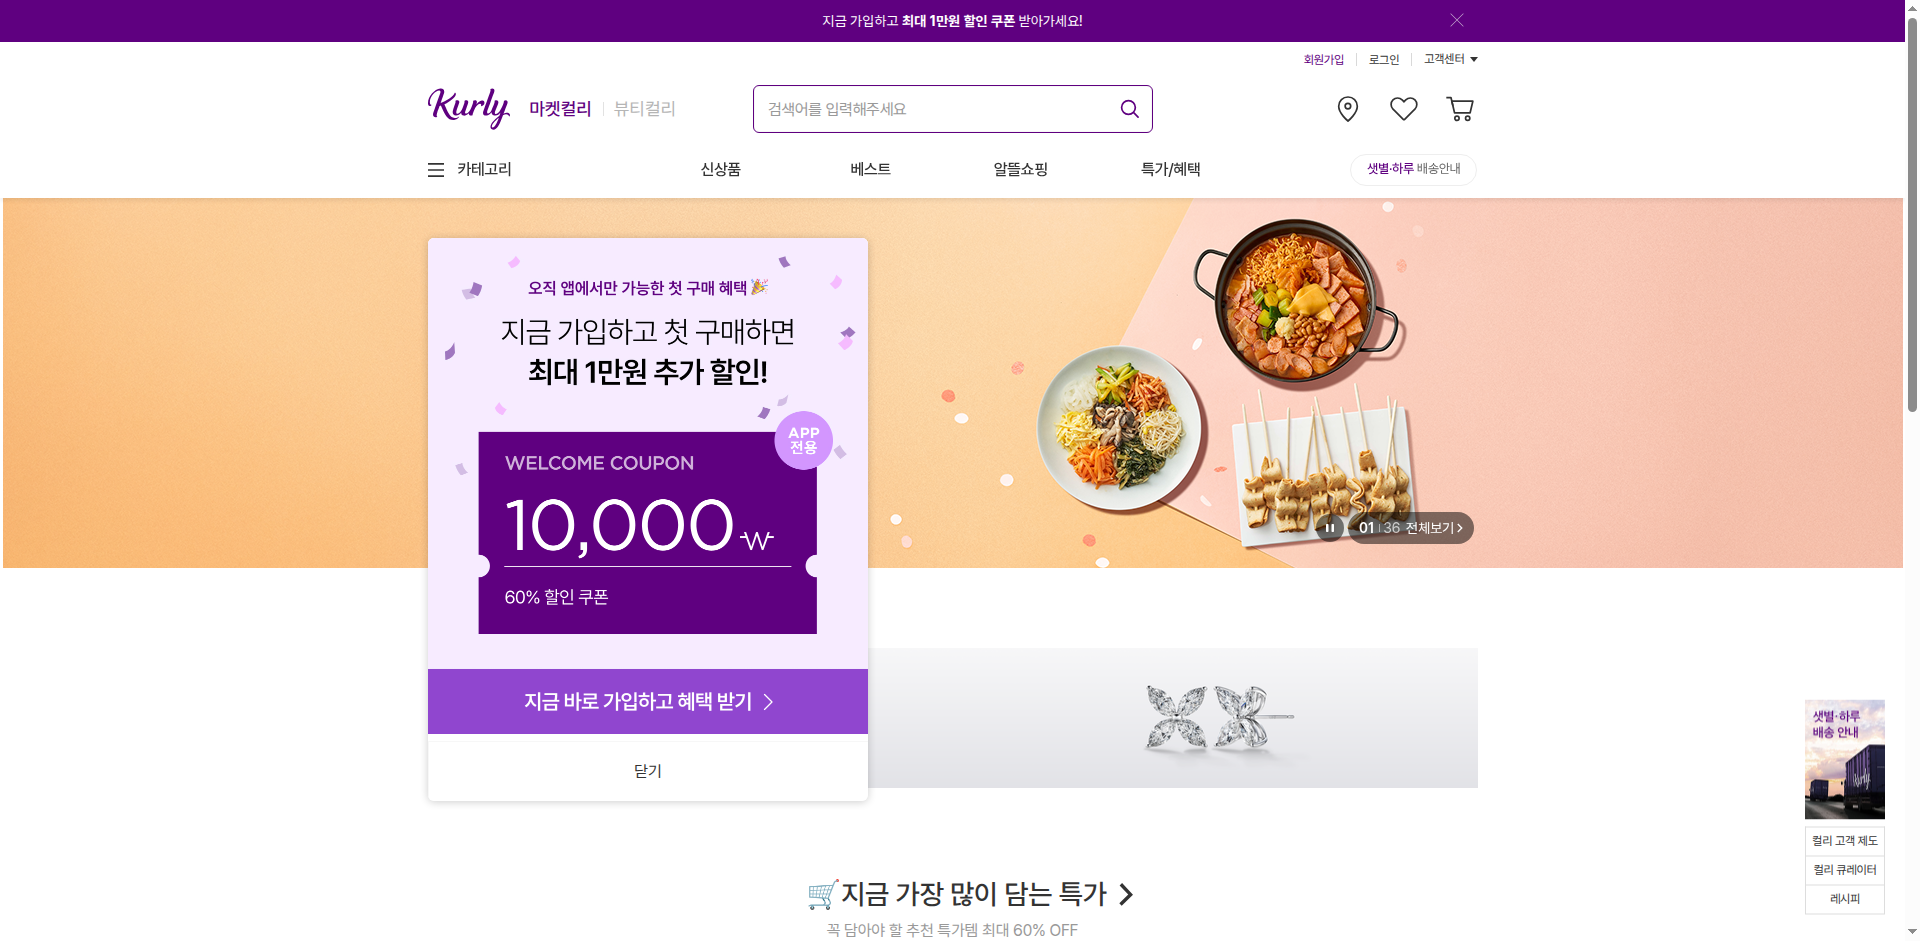 지금 가입하고 최대 1만원 할인 쿠폰 받아가세요!
회원가입 로그인 고객센터
Kurly 마켓컬리 뷰티컬리
검색어를 입력해주세요
카테고리 신상품 베스트 알뜰쇼핑 특가/혜택 샛별·하루 배송안내
오직 앱에서만 가능한 첫 구매 혜택
지금 가입하고 첫 구매하면
최대 1만원 추가 할인!
APP
전용
WELCOME COUPON
10,000₩
60% 할인 쿠폰
지금 바로 가입하고 혜택 받기
닫기
01 36 전체보기
샛별·하루
배송 안내
Kurly
컬리 고객 제도
컬리 큐레이터
레시피
지금 가장 많이 담는 특가
꼭 담아야 할 추천 특가템 최대 60% OFF